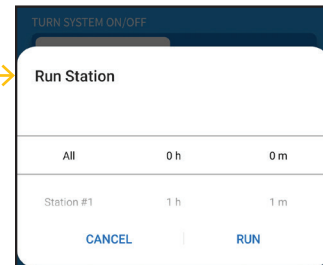 TURN SYSTEM ON/OFF
Run Station
All 0 h 0 m
Station #1 1 h 1 m
CANCEL RUN